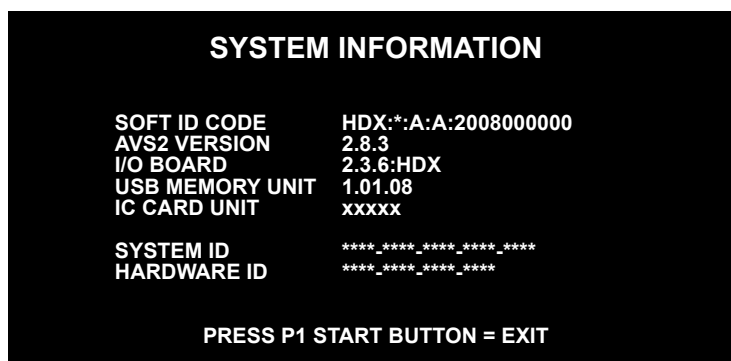 SYSTEM INFORMATION
SOFT ID CODE HDX:*:A:A:2008000000
AVS2 VERSION 2.8.3
I/O BOARD 2.3.6:HDX
USB MEMORY UNIT 1.01.08
IC CARD UNIT xxxxx
SYSTEM ID ****-****-****-****-****
HARDWARE ID ****-****-****-****
PRESS P1 START BUTTON = EXIT